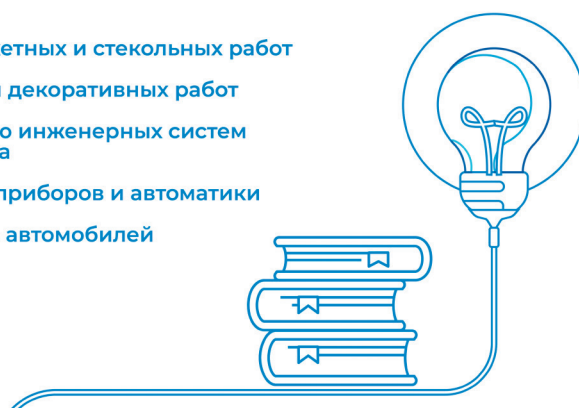 етных и стекольных работ
декоративных работ
о инженерных систем
а
приборов и автоматики
автомобилей